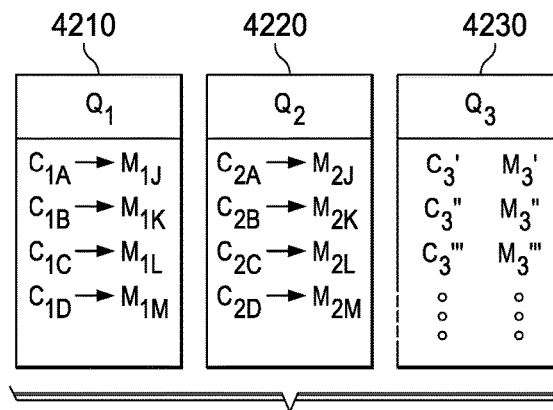 4210 4220 4230
Q₁ Q₂ Q₃
C₁A → M₁J C₂A → M₂J C₃' M₃'
C₁B → M₁K C₂B → M₂K C₃'' M₃''
C₁C → M₁L C₂C → M₂L C₃''' M₃'''
C₁D → M₁M C₂D → M₂M